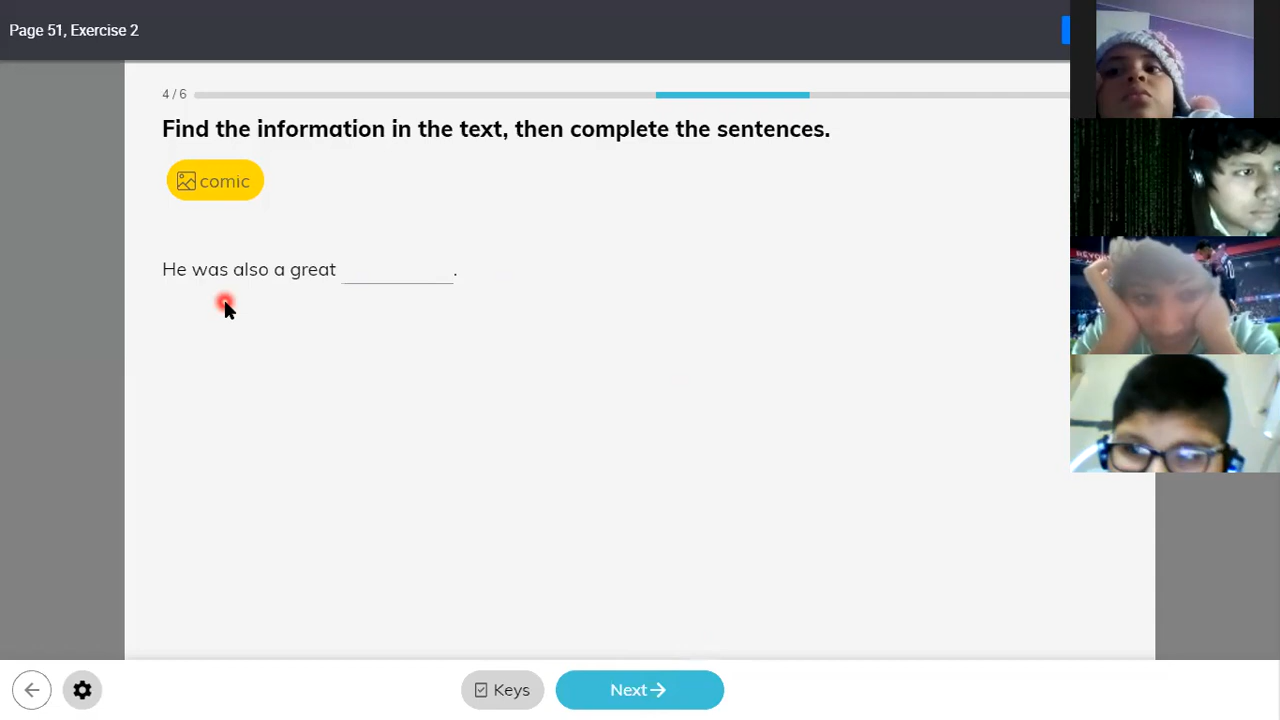 Page 51, Exercise 2
4 / 6
Find the information in the text, then complete the sentences.
comic
He was also a great ________.
Keys
Next